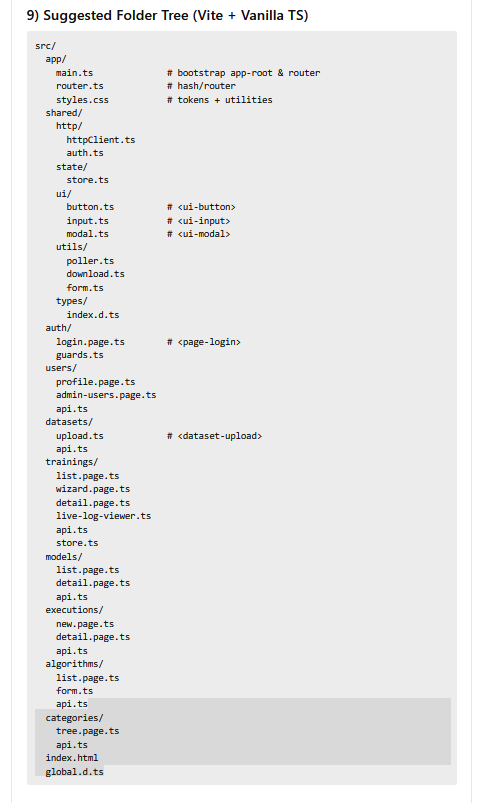 9) Suggested Folder Tree (Vite + Vanilla TS)
src/
  app/
    main.ts              # bootstrap app-root & router
    router.ts            # hash/router
    styles.css           # tokens + utilities
  shared/
    http/
      httpClient.ts
      auth.ts
    state/
      store.ts
    ui/
      button.ts          # <ui-button>
      input.ts           # <ui-input>
      modal.ts           # <ui-modal>
    utils/
      poller.ts
      download.ts
      form.ts
    types/
      index.d.ts
  auth/
    login.page.ts        # <page-login>
    guards.ts
  users/
    profile.page.ts
    admin-users.page.ts
    api.ts
  datasets/
    upload.ts            # <dataset-upload>
    api.ts
  trainings/
    list.page.ts
    wizard.page.ts
    detail.page.ts
    live-log-viewer.ts
    api.ts
    store.ts
  models/
    list.page.ts
    detail.page.ts
    api.ts
  executions/
    new.page.ts
    detail.page.ts
    api.ts
  algorithms/
    list.page.ts
    form.ts
    api.ts
  categories/
    tree.page.ts
    api.ts
  index.html
  global.d.ts